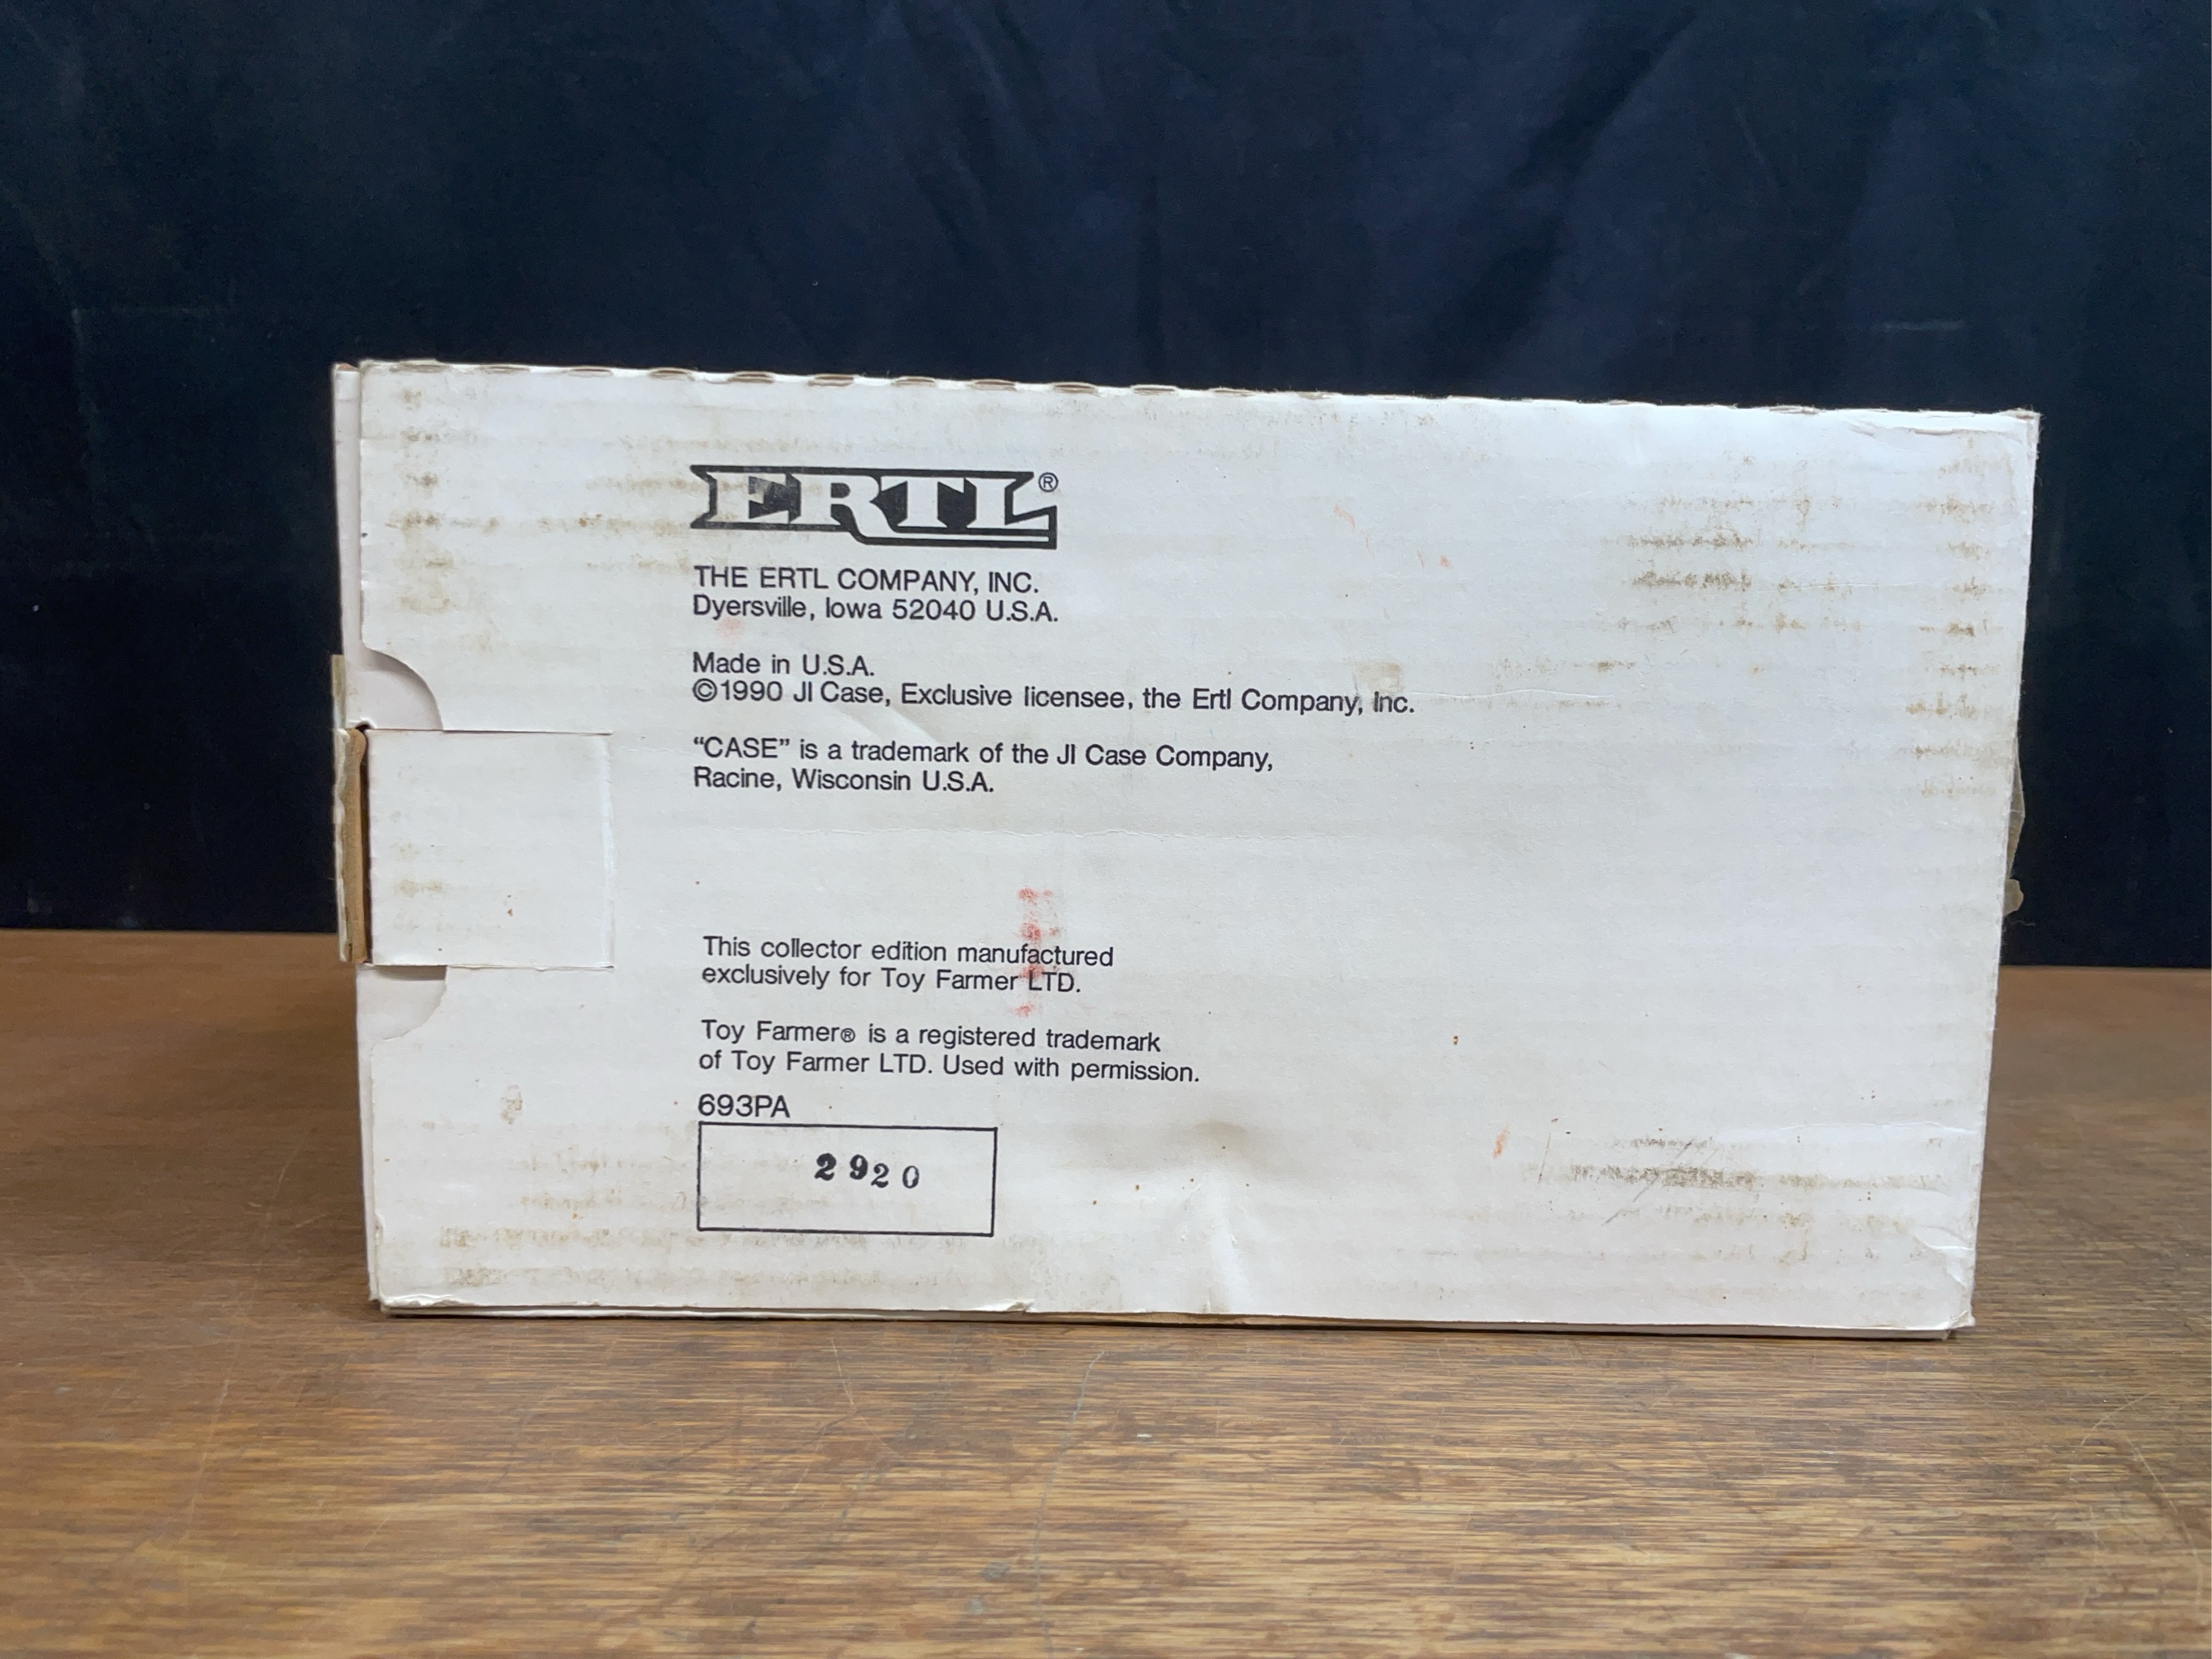 ERTL®
THE ERTL COMPANY, INC.
Dyersville, Iowa 52040 U.S.A.
Made in U.S.A.
©1990 JI Case, Exclusive licensee, the Ertl Company, Inc.
“CASE” is a trademark of the JI Case Company,
Racine, Wisconsin U.S.A.
This collector edition manufactured
exclusively for Toy Farmer LTD.
Toy Farmer® is a registered trademark
of Toy Farmer LTD. Used with permission.
693PA
2920